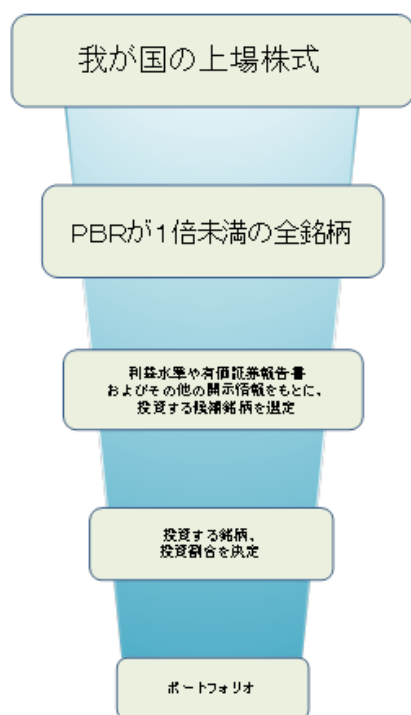 我が国の上場株式
PBRが1倍未満の全銘柄
利益水準や有価証券報告書
およびその他の開示情報をもとに、
投資する候補銘柄を選定
投資する銘柄、
投資割合を決定
ポートフォリオ